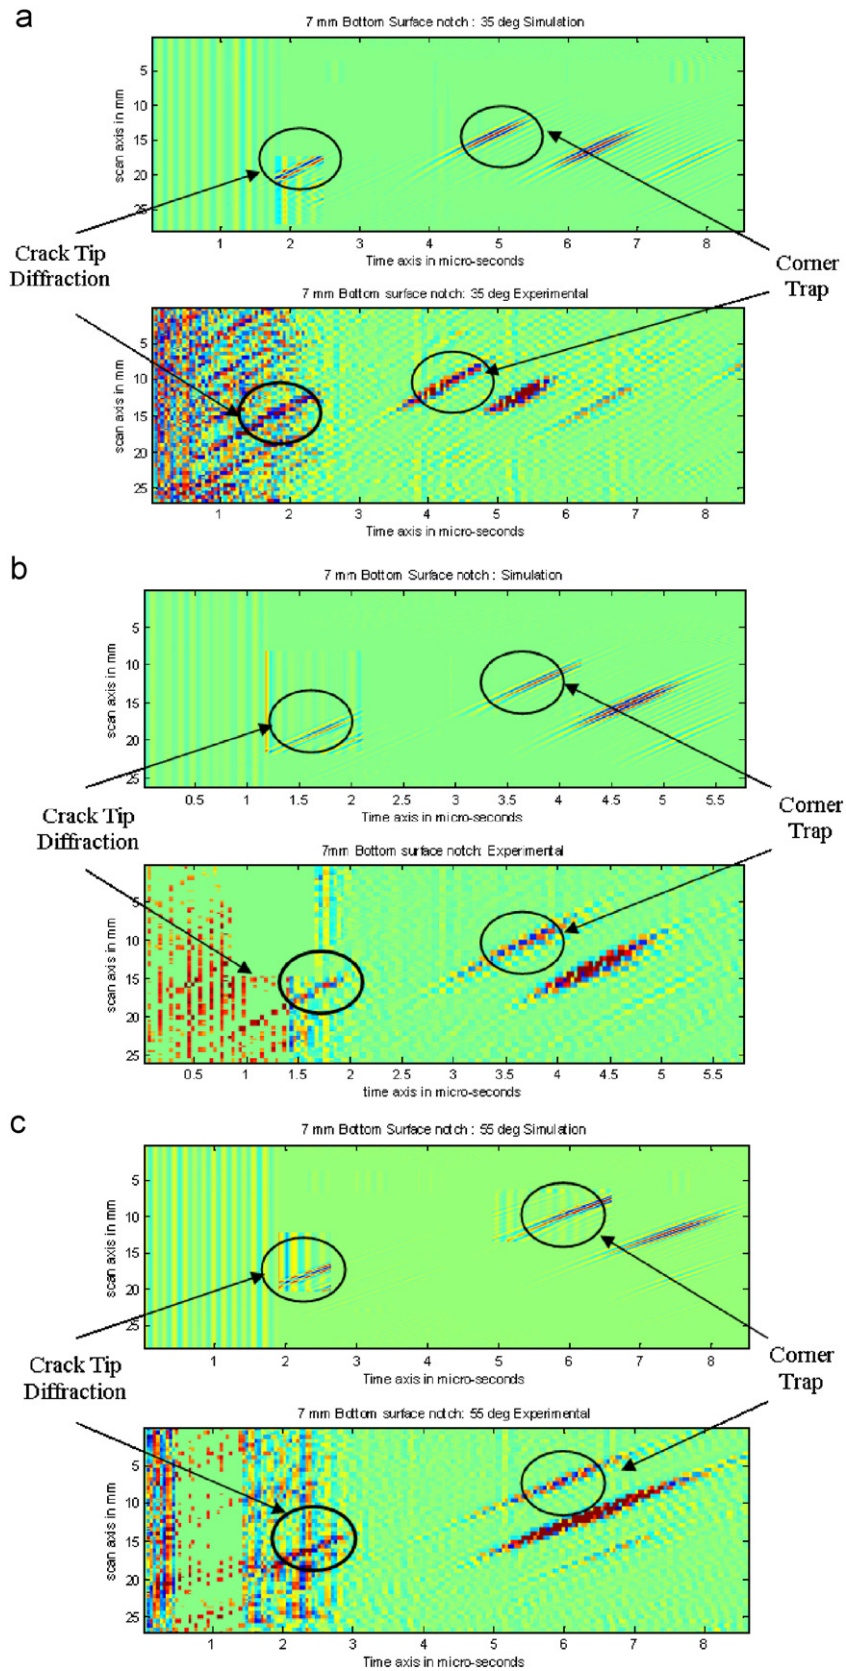 a
7 mm Bottom Surface notch : 35 deg Simulation
scan axis in mm
5
10
15
20
25
1 2 3 4 5 6 7 8
Time axis in micro-seconds
Crack Tip
Diffraction
Corner
Trap
7 mm Bottom surface notch: 35 deg Experimental
scan axis in mm
5
10
15
20
25
1 2 3 4 5 6 7 8
Time axis in micro-seconds
b
7 mm Bottom Surface notch : Simulation
scan axis in mm
5
10
15
20
25
0.5 1 1.5 2 2.5 3 3.5 4 4.5 5 5.5
Time axis in micro-seconds
Crack Tip
Diffraction
Corner
Trap
7mm Bottom surface notch: Experimental
scan axis in mm
5
10
15
20
25
0.5 1 1.5 2 2.5 3 3.5 4 4.5 5 5.5
time axis in micro-seconds
c
7 mm Bottom Surface notch : 55 deg Simulation
scan axis in mm
5
10
15
20
25
1 2 3 4 5 6 7 8
Time axis in micro-seconds
Crack Tip
Diffraction
Corner
Trap
7 mm Bottom surface notch: 55 deg Experimental
scan axis in mm
5
10
15
20
25
1 2 3 4 5 6 7 8
Time axis in micro-seconds